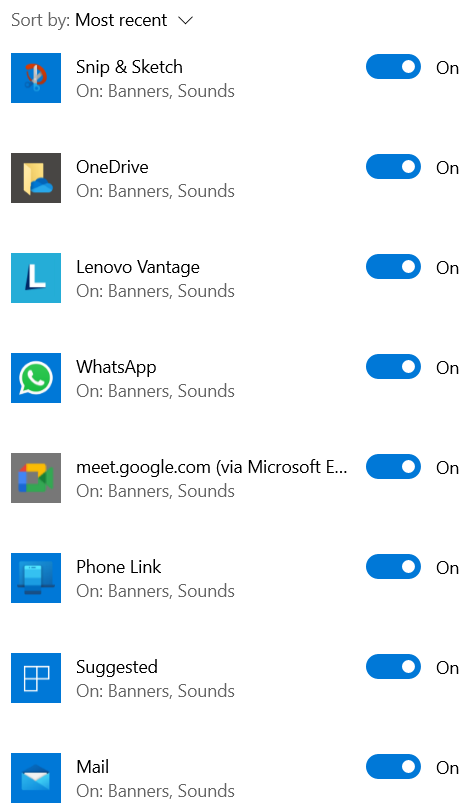 Sort by: Most recent
Snip & Sketch
On: Banners, Sounds
On
OneDrive
On: Banners, Sounds
On
Lenovo Vantage
On: Banners, Sounds
On
WhatsApp
On: Banners, Sounds
On
meet.google.com (via Microsoft E...
On: Banners, Sounds
On
Phone Link
On: Banners, Sounds
On
Suggested
On: Banners, Sounds
On
Mail
On: Banners, Sounds
On